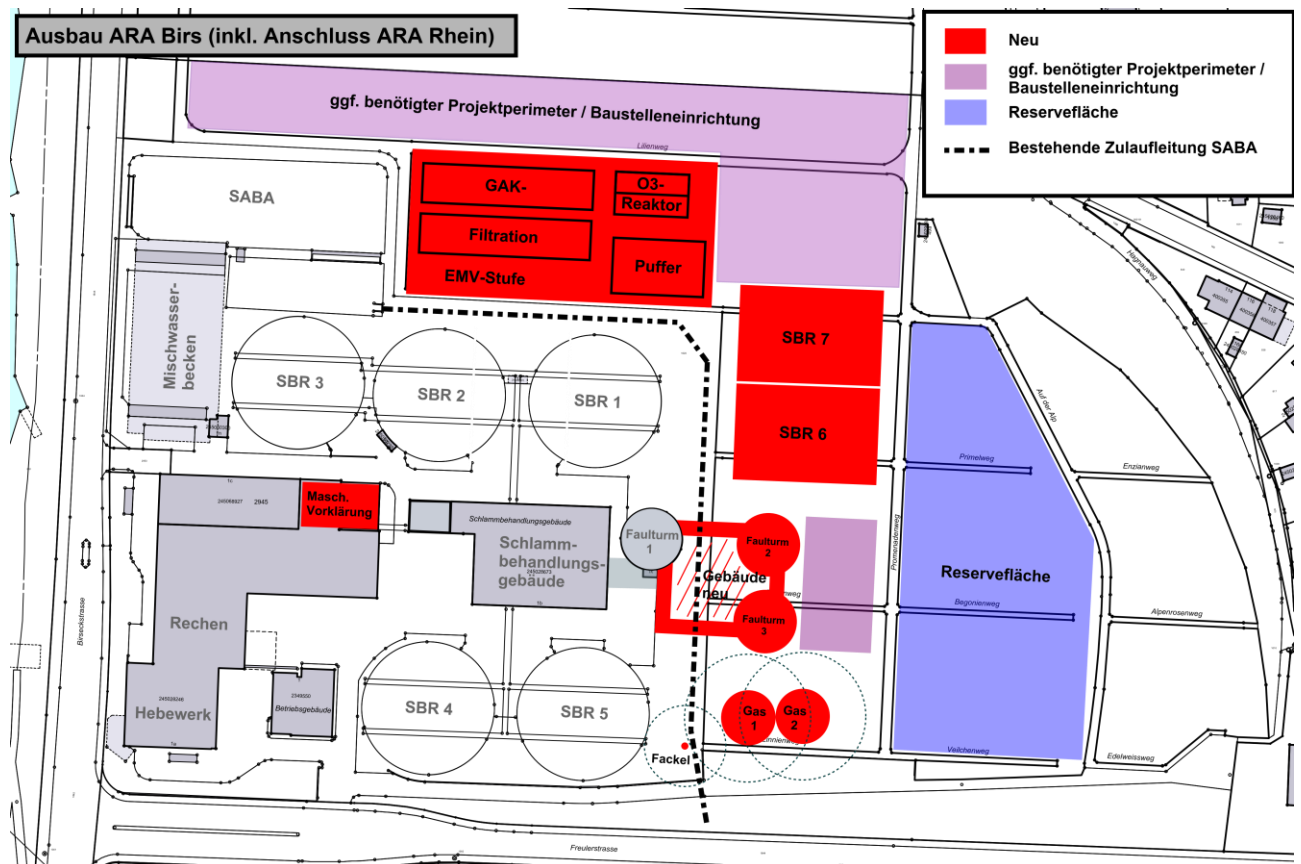 Ausbau ARA Birs (inkl. Anschluss ARA Rhein)
Neu
ggf. benötigter Projektperimeter /
Baustelleneinrichtung
Reservefläche
Bestehende Zulaufleitung SABA
ggf. benötigter Projektperimeter / Baustelleneinrichtung
Lilienweg
SABA
GAK-
O3-
Reaktor
Filtration
EMV-Stufe
Puffer
Hagnauweg
Mischwasser-
becken
SBR 3
SBR 2
SBR 1
SBR 7
SBR 6
Auf der Alp
Primelweg
Enzianweg
Promenadenweg
2945
Masch.
Vorklärung
Schlammbehandlungsgebäude
Schlamm-
behandlungs-
gebäude
Faulturm
1
Faulturm
2
Gebäude
neu
Faulturm
3
Reservefläche
Begonienweg
Alpenrosenweg
Birseckstrasse
Rechen
Hebewerk
Betriebsgebäude
SBR 4
SBR 5
Gas
1
Gas
2
Fackel
Veilchenweg
Edelweissweg
Freulerstrasse